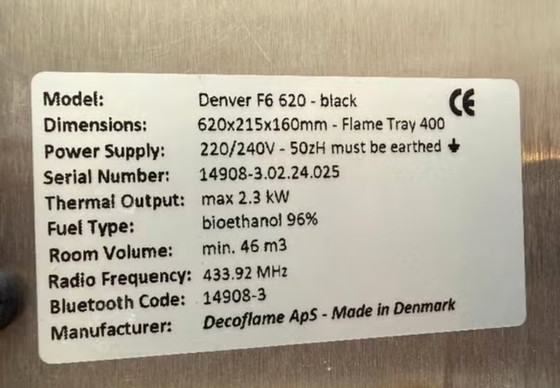 Model: Denver F6 620 - black CE
Dimensions: 620x215x160mm - Flame Tray 400
Power Supply: 220/240V - 50zH must be earthed
Serial Number: 14908-3.02.24.025
Thermal Output: max 2.3 kW
Fuel Type: bioethanol 96%
Room Volume: min. 46 m3
Radio Frequency: 433.92 MHz
Bluetooth Code: 14908-3
Manufacturer: Decoflame ApS - Made in Denmark